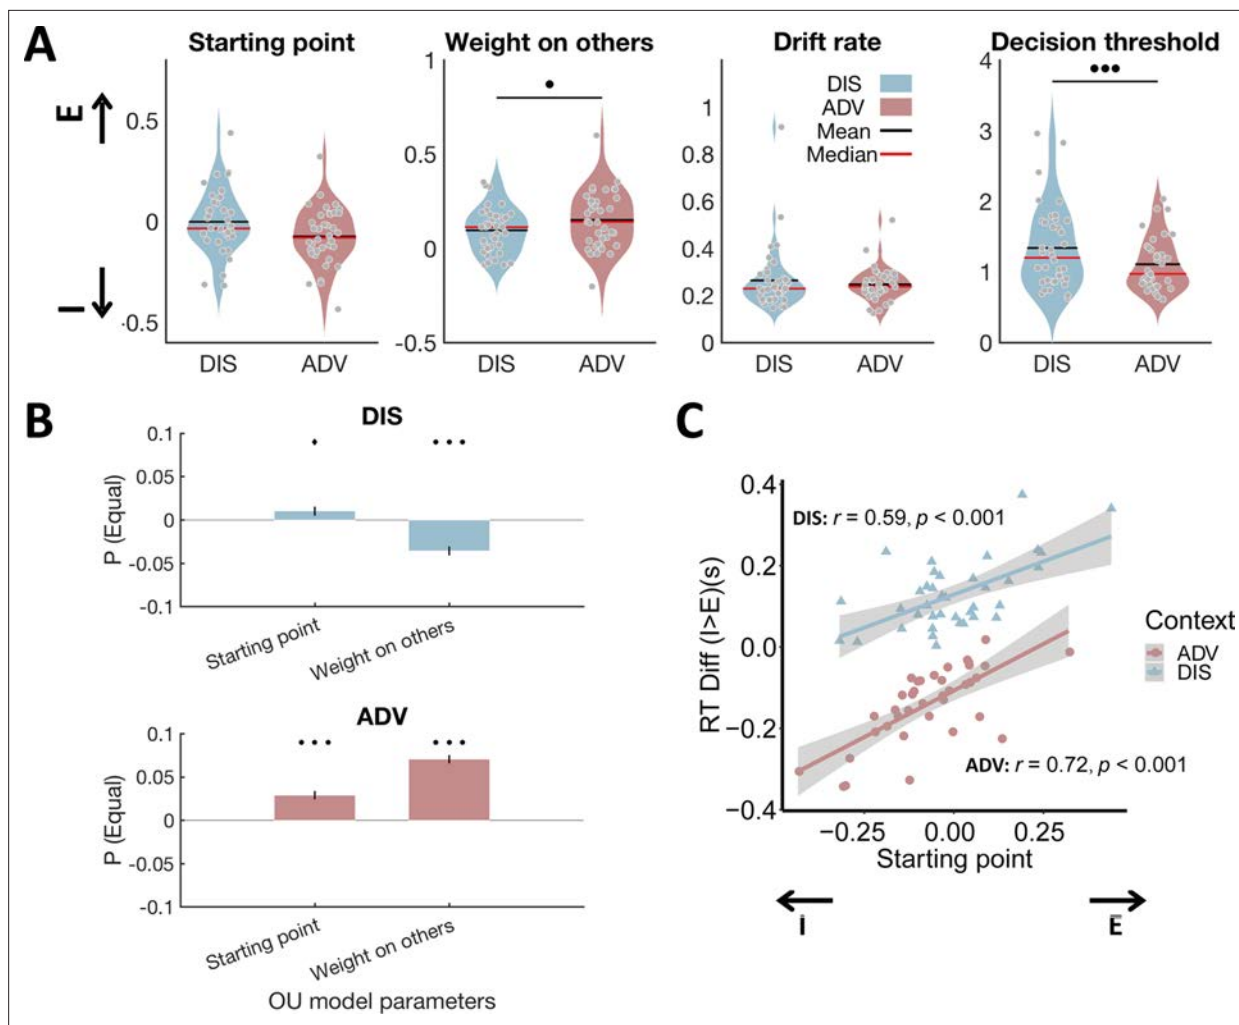 A
Starting point
Weight on others
Drift rate
Decision threshold
E
I
0.5
0
-0.5
DIS
ADV
1
0.5
0
-0.5
DIS
ADV
1
0.8
0.6
0.4
0.2
0
DIS
ADV
Mean
Median
DIS
ADV
4
3
2
1
0
DIS
ADV
B
DIS
P (Equal)
0.1
0.05
0
-0.05
-0.1
Starting point
Weight on others
ADV
P (Equal)
0.1
0.05
0
-0.05
-0.1
Starting point
Weight on others
OU model parameters
C
RT Diff (I>E)(s)
0.4
0.2
0.0
−0.2
−0.4
DIS: r = 0.59, p < 0.001
ADV: r = 0.72, p < 0.001
Context
ADV
DIS
−0.25
0.00
0.25
Starting point
I
E